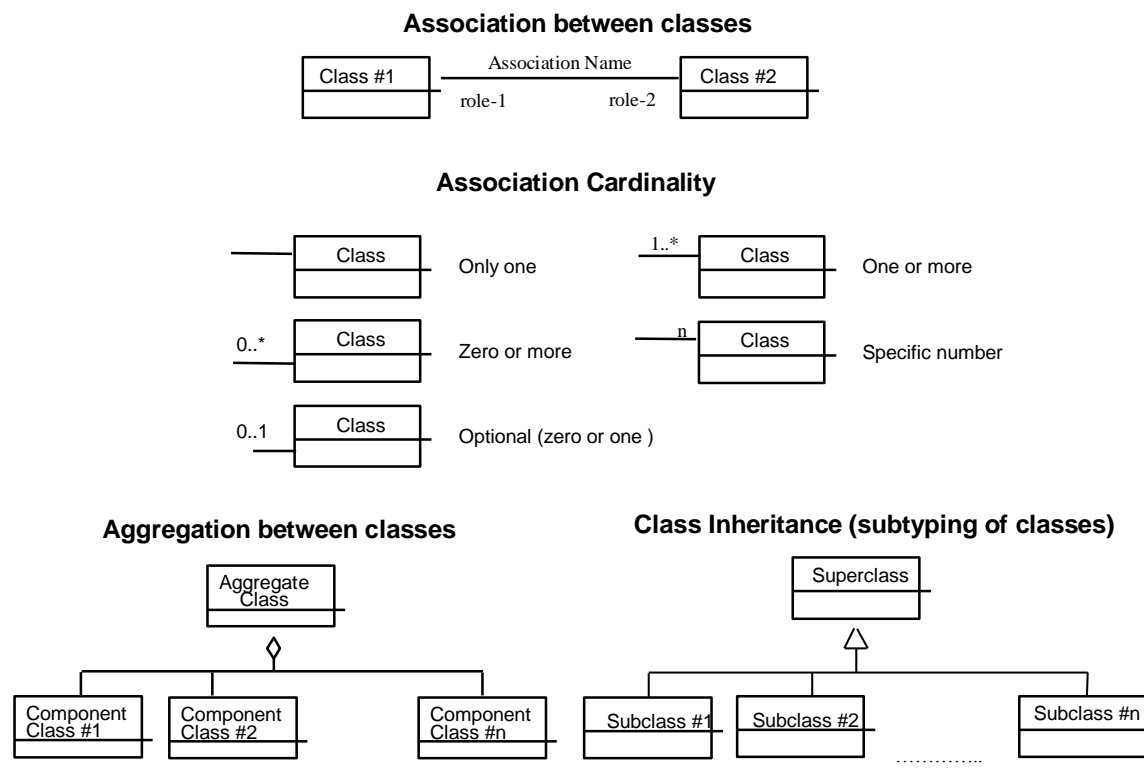 Association between classes
Class #1
Association Name
Class #2
role-1
role-2
Association Cardinality
Class
Only one
1..*
Class
One or more
0..*
Class
Zero or more
n
Class
Specific number
0..1
Class
Optional (zero or one )
Aggregation between classes
Aggregate
Class
Component
Class #1
Component
Class #2
Component
Class #n
Class Inheritance (subtyping of classes)
Superclass
Subclass #1
Subclass #2
…………..
Subclass #n